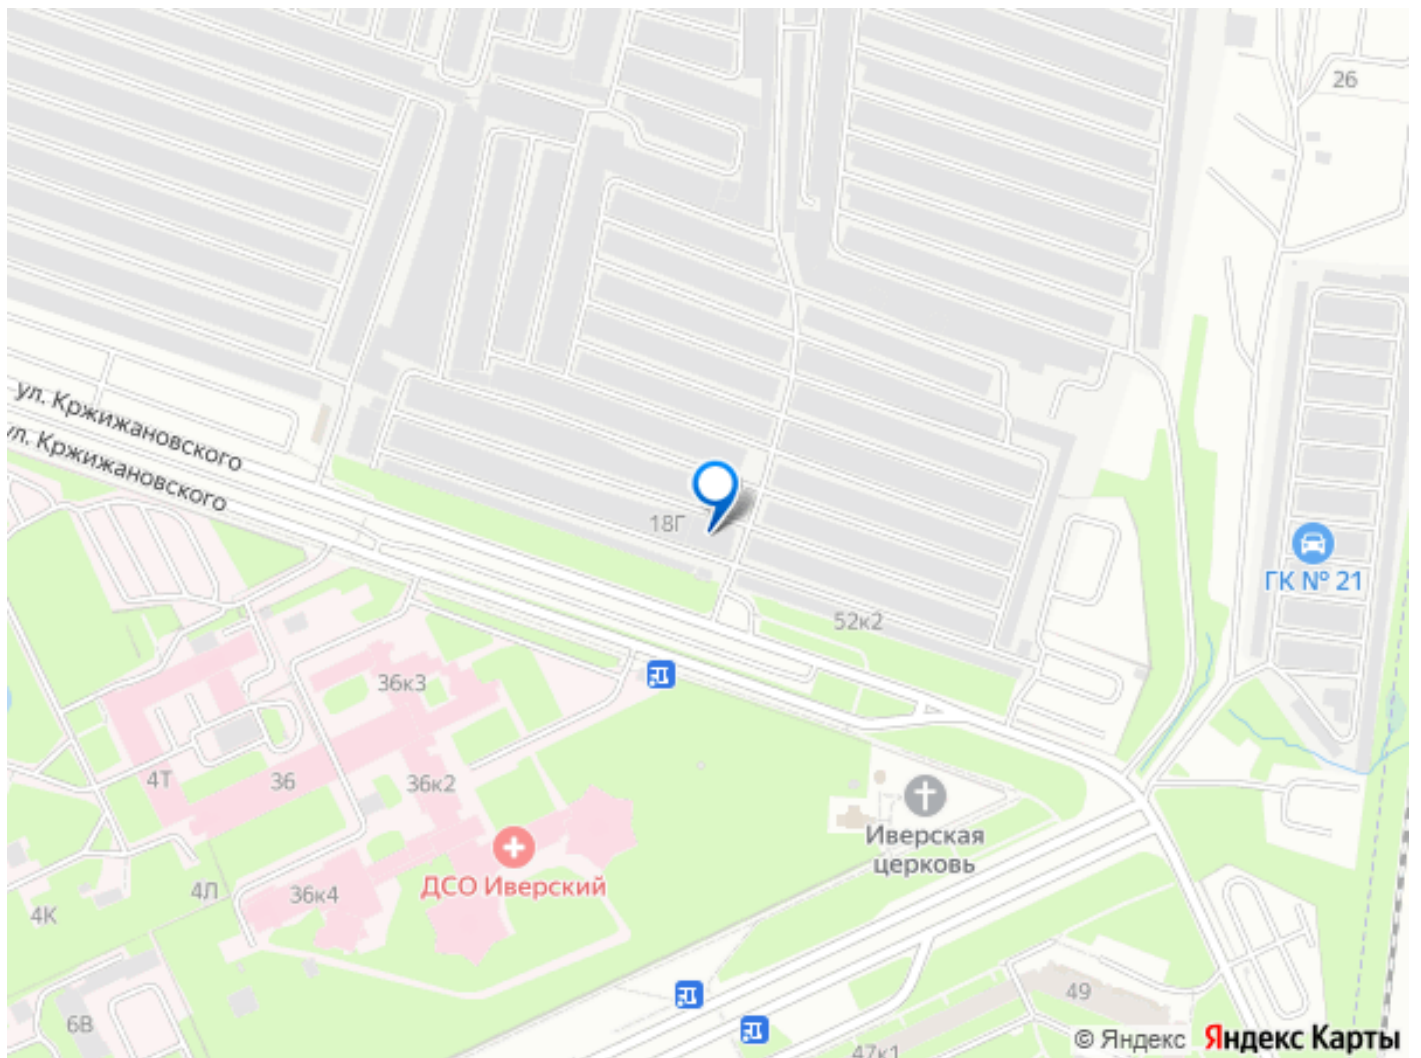 26
ул. Кржижановского
ул. Кржижановского
18Г
ГК № 21
52к2
36к3
4Т
36
36к2
Иверская
церковь
ДСО Иверский
4Л
36к4
4К
49
6В
47к1
© Яндекс Яндекс Карты